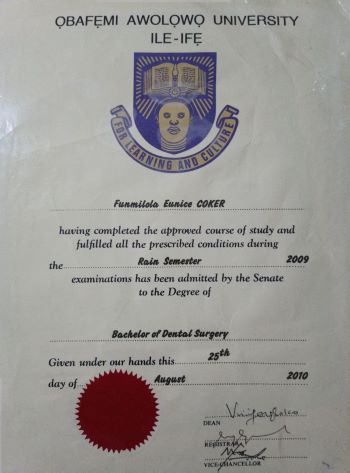 ỌBAFẸMI AWOLỌWỌ UNIVERSITY
ILE-IFẸ
FOR LEARNING AND CULTURE
Funmilola Eunice COKER
having completed the approved course of study and
fulfilled all the prescribed conditions during
the Rain Semester 2009
examinations has been admitted by the Senate
to the Degree of
Bachelor of Dental Surgery
Given under our hands this 25th
day of August 2010
DEAN
REGISTRAR
VICE-CHANCELLOR